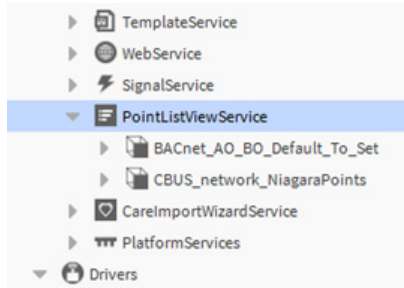 TemplateService
WebService
SignalService
PointListViewService
BACnet_AO_BO_Default_To_Set
CBUS_network_NiagaraPoints
CareImportWizardService
PlatformServices
Drivers